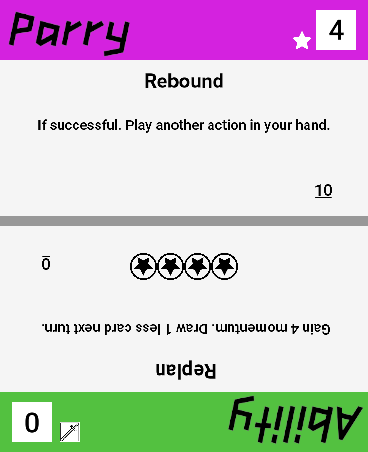 Parry
4
Rebound
If successful. Play another action in your hand.
10
Ability
0
Replan
Gain 4 momentum. Draw 1 less card next turn.
0